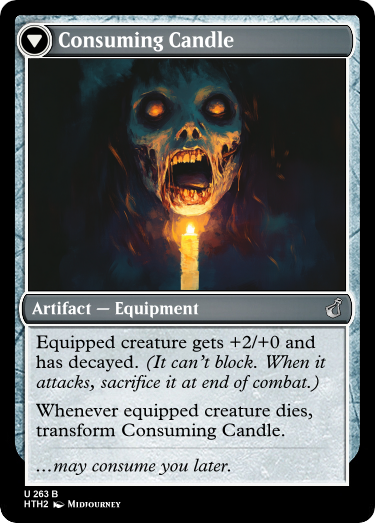 Consuming Candle
Artifact — Equipment
Equipped creature gets +2/+0 and
has decayed. (It can't block. When it
attacks, sacrifice it at end of combat.)
Whenever equipped creature dies,
transform Consuming Candle.
…may consume you later.
U 263 B
HTH2 Midjourney